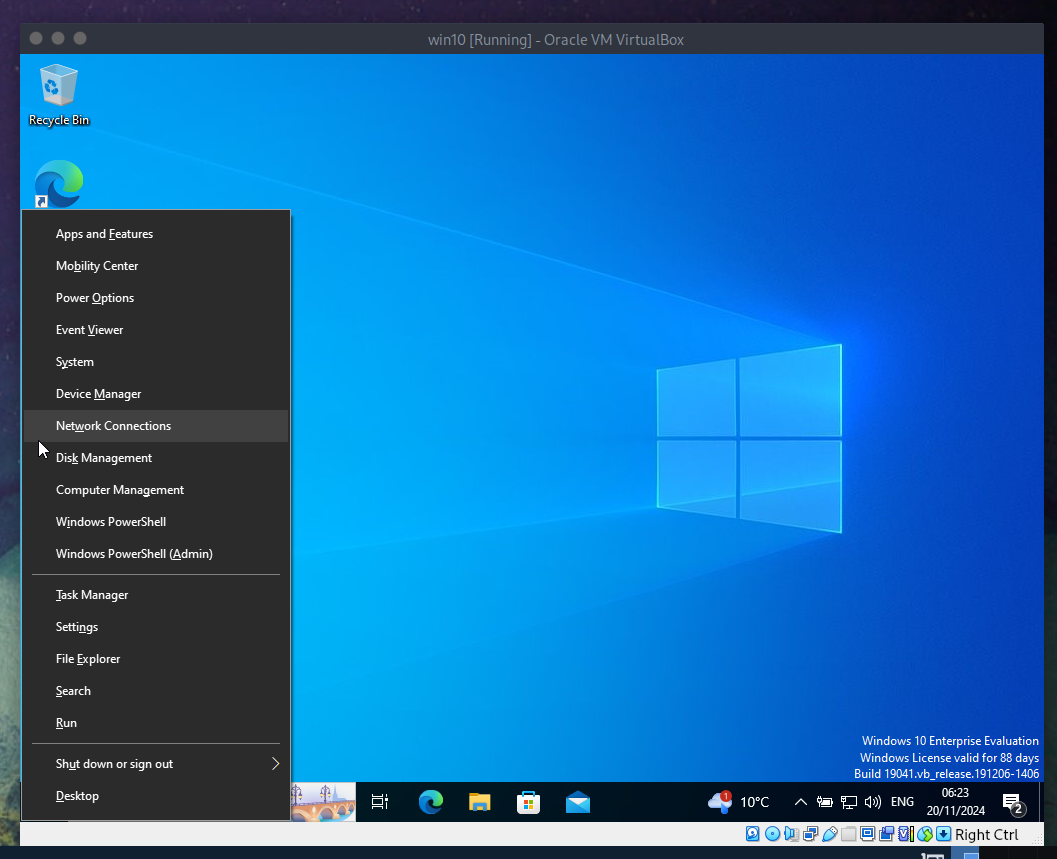 win10 [Running] - Oracle VM VirtualBox
Recycle Bin
Apps and Features
Mobility Center
Power Options
Event Viewer
System
Device Manager
Network Connections
Disk Management
Computer Management
Windows PowerShell
Windows PowerShell (Admin)
Task Manager
Settings
File Explorer
Search
Run
Shut down or sign out
Desktop
Windows 10 Enterprise Evaluation
Windows License valid for 88 days
Build 19041.vb_release.191206-1406
1
10°C
ENG
06:23
20/11/2024
2
Right Ctrl